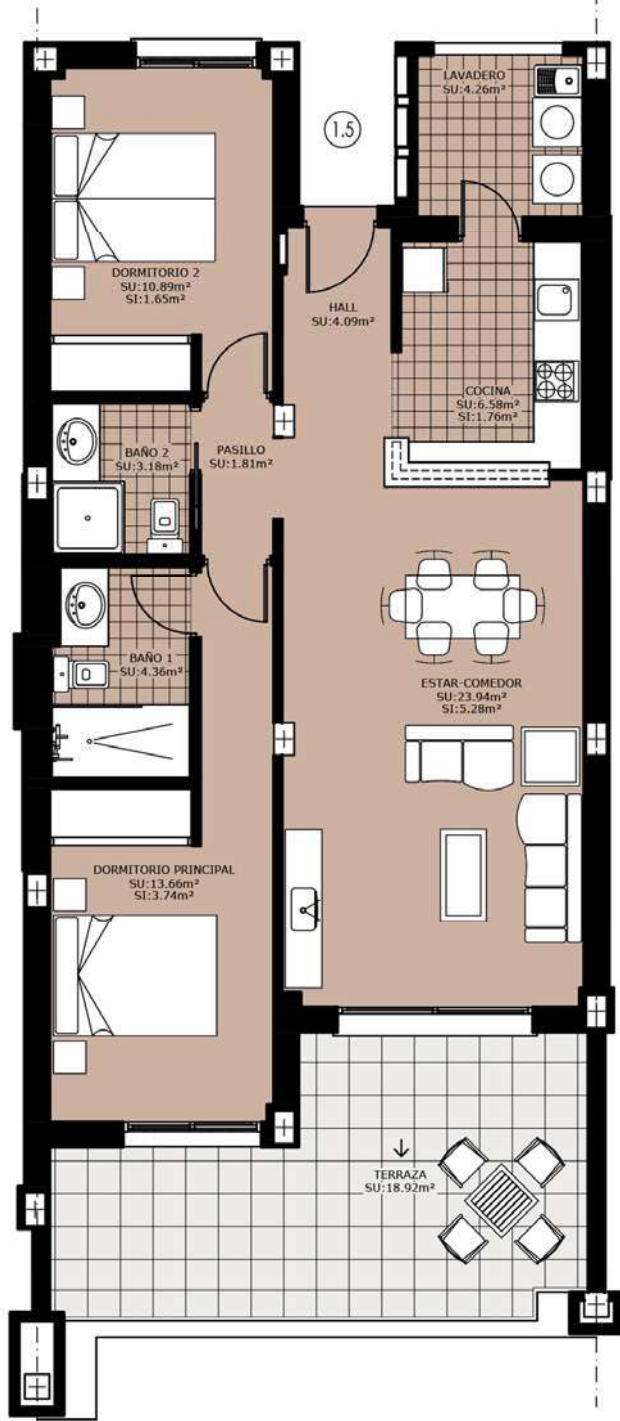 LAVADERO
SU:4.26m²
1.5
DORMITORIO 2
SU:10.89m²
SI:1.65m²
HALL
SU:4.09m²
COCINA
SU:6.58m²
SI:1.76m²
BAÑO 2
SU:3.18m²
PASILLO
SU:1.81m²
BAÑO 1
SU:4.36m²
ESTAR-COMEDOR
SU:23.94m²
SI:5.28m²
DORMITORIO PRINCIPAL
SU:13.66m²
SI:3.74m²
TERRAZA
SU:18.92m²